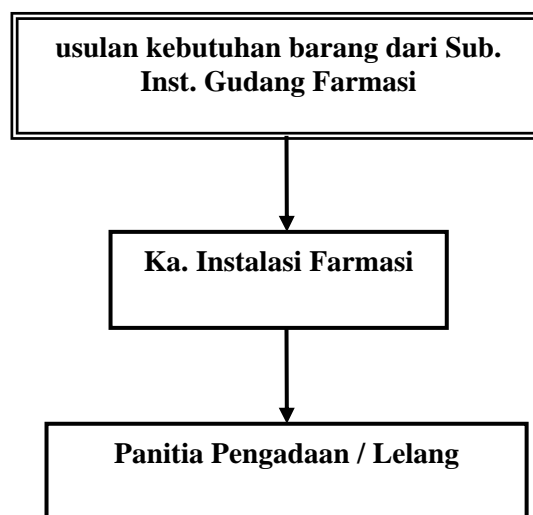 usulan kebutuhan barang dari Sub.
Inst. Gudang Farmasi
Ka. Instalasi Farmasi
Panitia Pengadaan / Lelang